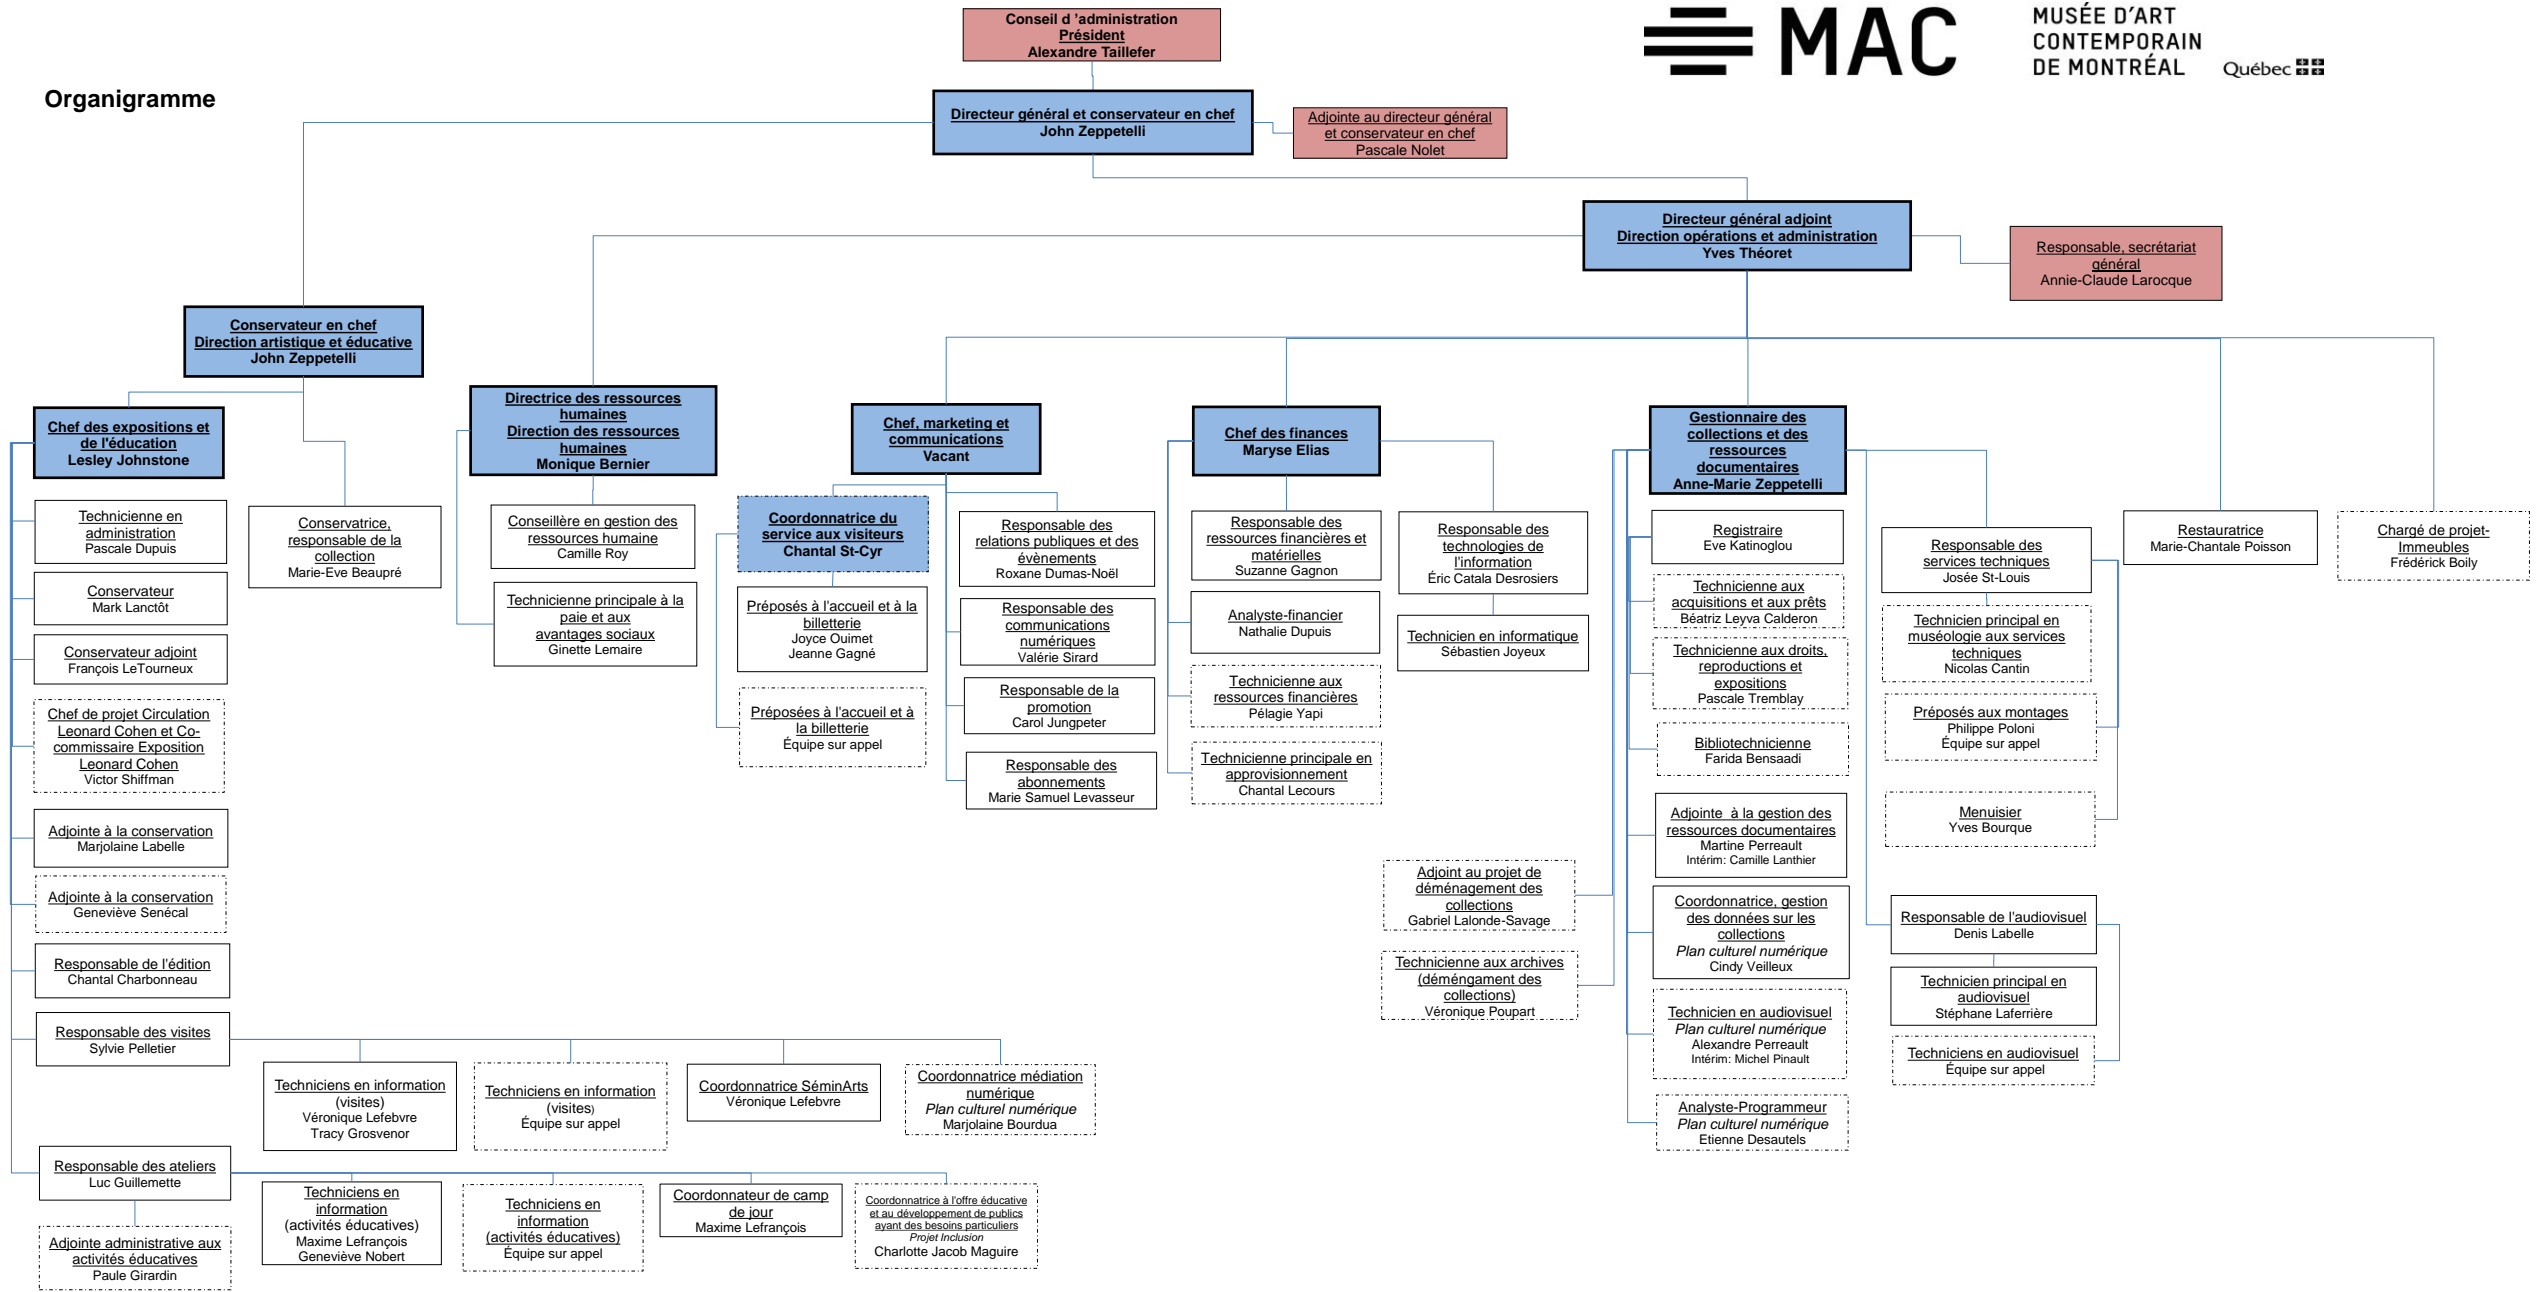 Conseil d 'administration
Président
Alexandre Taillefer
MAC
MUSÉE D'ART
CONTEMPORAIN
DE MONTRÉAL
Québec
Organigramme
Directeur général et conservateur en chef
John Zeppetelli
Adjointe au directeur général
et conservateur en chef
Pascale Nolet
Directeur général adjoint
Direction opérations et administration
Yves Théoret
Responsable, secrétariat
général
Annie-Claude Larocque
Conservateur en chef
Direction artistique et éducative
John Zeppetelli
Chef des expositions et
de l'éducation
Lesley Johnstone
Directrice des ressources
humaines
Direction des ressources
humaines
Monique Bernier
Chef, marketing et
communications
Vacant
Chef des finances
Maryse Elias
Gestionnaire des
collections et des
ressources
documentaires
Anne-Marie Zeppetelli
Technicienne en
administration
Pascale Dupuis
Conservateur
Mark Lanctôt
Conservateur adjoint
François LeTourneux
Chef de projet Circulation
Leonard Cohen et Co-
commissaire Exposition
Leonard Cohen
Victor Shiffman
Adjointe à la conservation
Marjolaine Labelle
Adjointe à la conservation
Geneviève Senécal
Responsable de l'édition
Chantal Charbonneau
Responsable des visites
Sylvie Pelletier
Responsable des ateliers
Luc Guillemette
Adjointe administrative aux
activités éducatives
Paule Girardin
Conservatrice,
responsable de la
collection
Marie-Eve Beaupré
Conseillère en gestion des
ressources humaine
Camille Roy
Technicienne principale à la
paie et aux
avantages sociaux
Ginette Lemaire
Coordonnatrice du
service aux visiteurs
Chantal St-Cyr
Préposés à l'accueil et à la
billetterie
Joyce Ouimet
Jeanne Gagné
Préposées à l'accueil et à
la billetterie
Équipe sur appel
Responsable des
relations publiques et des
évènements
Roxane Dumas-Noël
Responsable des
communications
numériques
Valérie Sirard
Responsable de la
promotion
Carol Jungpeter
Responsable des
abonnements
Marie Samuel Levasseur
Responsable des
ressources financières et
matérielles
Suzanne Gagnon
Analyste-financier
Nathalie Dupuis
Technicienne aux
ressources financières
Pélagie Yapi
Technicienne principale en
approvisionnement
Chantal Lecours
Responsable des
technologies de
l'information
Éric Catala Desrosiers
Technicien en informatique
Sébastien Joyeux
Adjoint au projet de
déménagement des
collections
Gabriel Lalonde-Savage
Technicienne aux archives
(déméngament des
collections)
Véronique Poupart
Registraire
Eve Katinoglou
Technicienne aux
acquisitions et aux prêts
Béatriz Leyva Calderon
Technicienne aux droits,
reproductions et
expositions
Pascale Tremblay
Bibliotechnicienne
Farida Bensaadi
Adjointe  à la gestion des
ressources documentaires
Martine Perreault
Intérim: Camille Lanthier
Coordonnatrice, gestion
des données sur les
collections
Plan culturel numérique
Cindy Veilleux
Technicien en audiovisuel
Plan culturel numérique
Alexandre Perreault
Intérim: Michel Pinault
Analyste-Programmeur
Plan culturel numérique
Etienne Desautels
Responsable des
services techniques
Josée St-Louis
Technicien principal en
muséologie aux services
techniques
Nicolas Cantin
Préposés aux montages
Philippe Poloni
Équipe sur appel
Menuisier
Yves Bourque
Responsable de l'audiovisuel
Denis Labelle
Technicien principal en
audiovisuel
Stéphane Laferrière
Techniciens en audiovisuel
Équipe sur appel
Restauratrice
Marie-Chantale Poisson
Chargé de projet-
Immeubles
Frédérick Boily
Techniciens en information
(visites)
Véronique Lefebvre
Tracy Grosvenor
Techniciens en information
(visites)
Équipe sur appel
Coordonnatrice SéminArts
Véronique Lefebvre
Coordonnatrice médiation
numérique
Plan culturel numérique
Marjolaine Bourdua
Techniciens en
information
(activités éducatives)
Maxime Lefrançois
Geneviève Nobert
Techniciens en
information
(activités éducatives)
Équipe sur appel
Coordonnateur de camp
de jour
Maxime Lefrançois
Coordonnatrice à l'offre éducative
et au développement de publics
ayant des besoins particuliers
Projet Inclusion
Charlotte Jacob Maguire